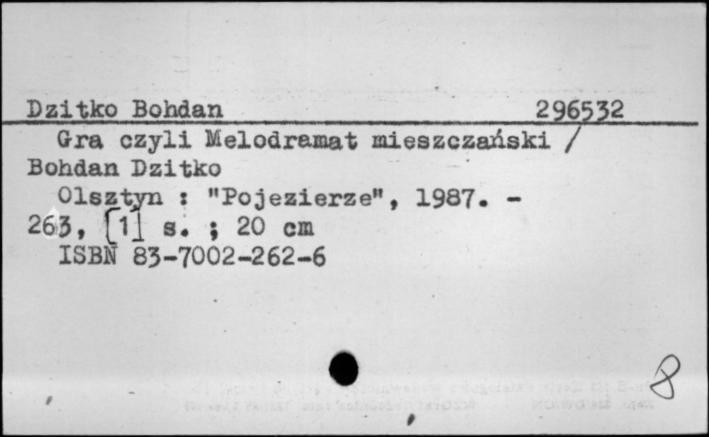 Dzitko Bohdan 296532
Gra czyli Melodramat mieszczański /
Bohdan Dzitko
Olsztyn : "Pojezierze", 1987. -
263, [1] s. ; 20 cm
ISBN 83-7002-262-6
8